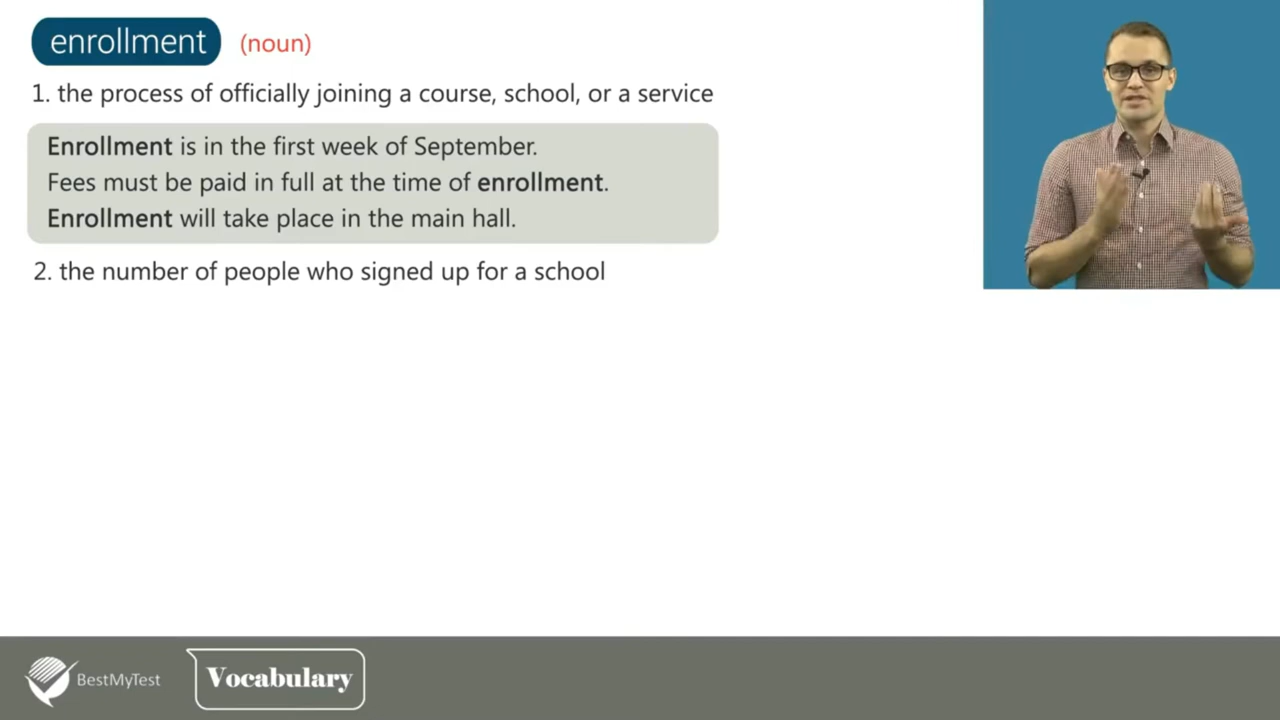 enrollment (noun)
1. the process of officially joining a course, school, or a service
Enrollment is in the first week of September.
Fees must be paid in full at the time of enrollment.
Enrollment will take place in the main hall.
2. the number of people who signed up for a school
BestMyTest
Vocabulary